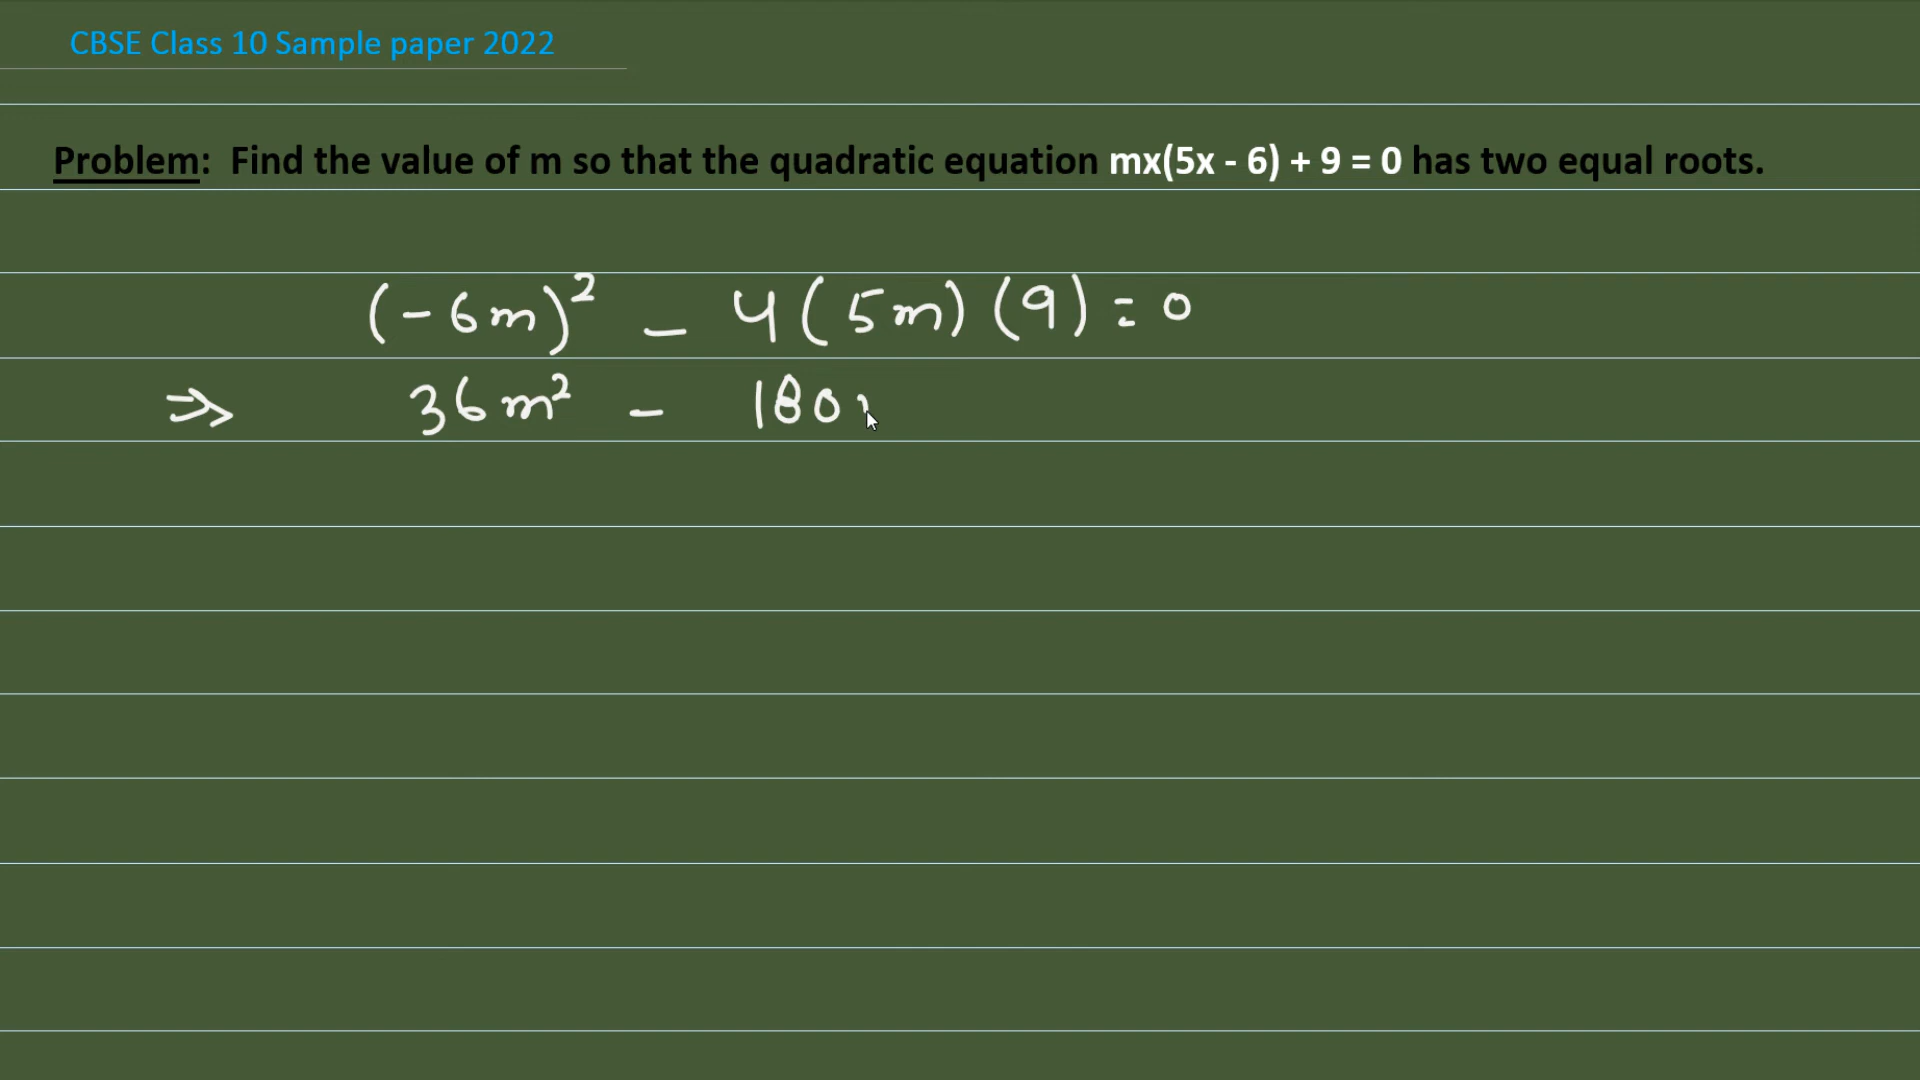 CBSE Class 10 Sample paper 2022
Problem: Find the value of m so that the quadratic equation mx(5x - 6) + 9 = 0 has two equal roots.
(-6m)² - 4(5m)(9) = 0
⇒ 36m² - 180